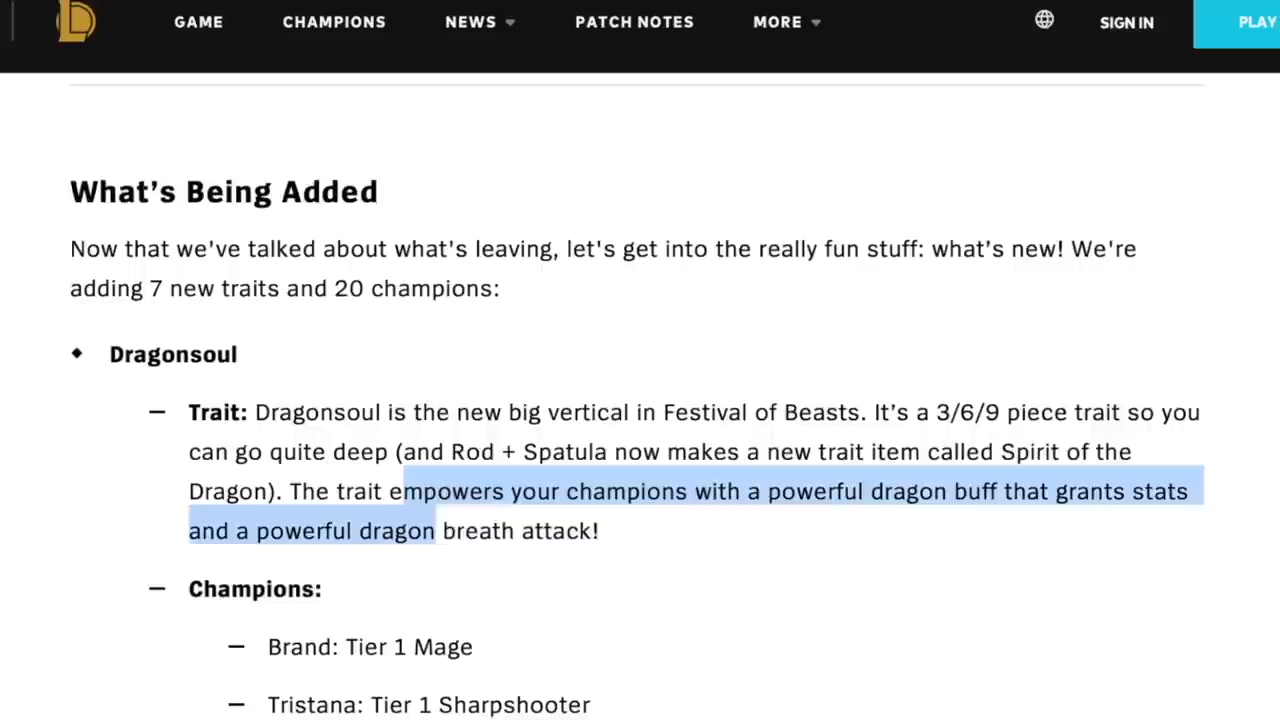 GAME CHAMPIONS NEWS PATCH NOTES MORE SIGN IN PLAY
What's Being Added
Now that we've talked about what's leaving, let's get into the really fun stuff: what's new! We're
adding 7 new traits and 20 champions:
Dragonsoul
— Trait: Dragonsoul is the new big vertical in Festival of Beasts. It's a 3/6/9 piece trait so you
can go quite deep (and Rod + Spatula now makes a new trait item called Spirit of the
Dragon). The trait empowers your champions with a powerful dragon buff that grants stats
and a powerful dragon breath attack!
— Champions:
— Brand: Tier 1 Mage
— Tristana: Tier 1 Sharpshooter